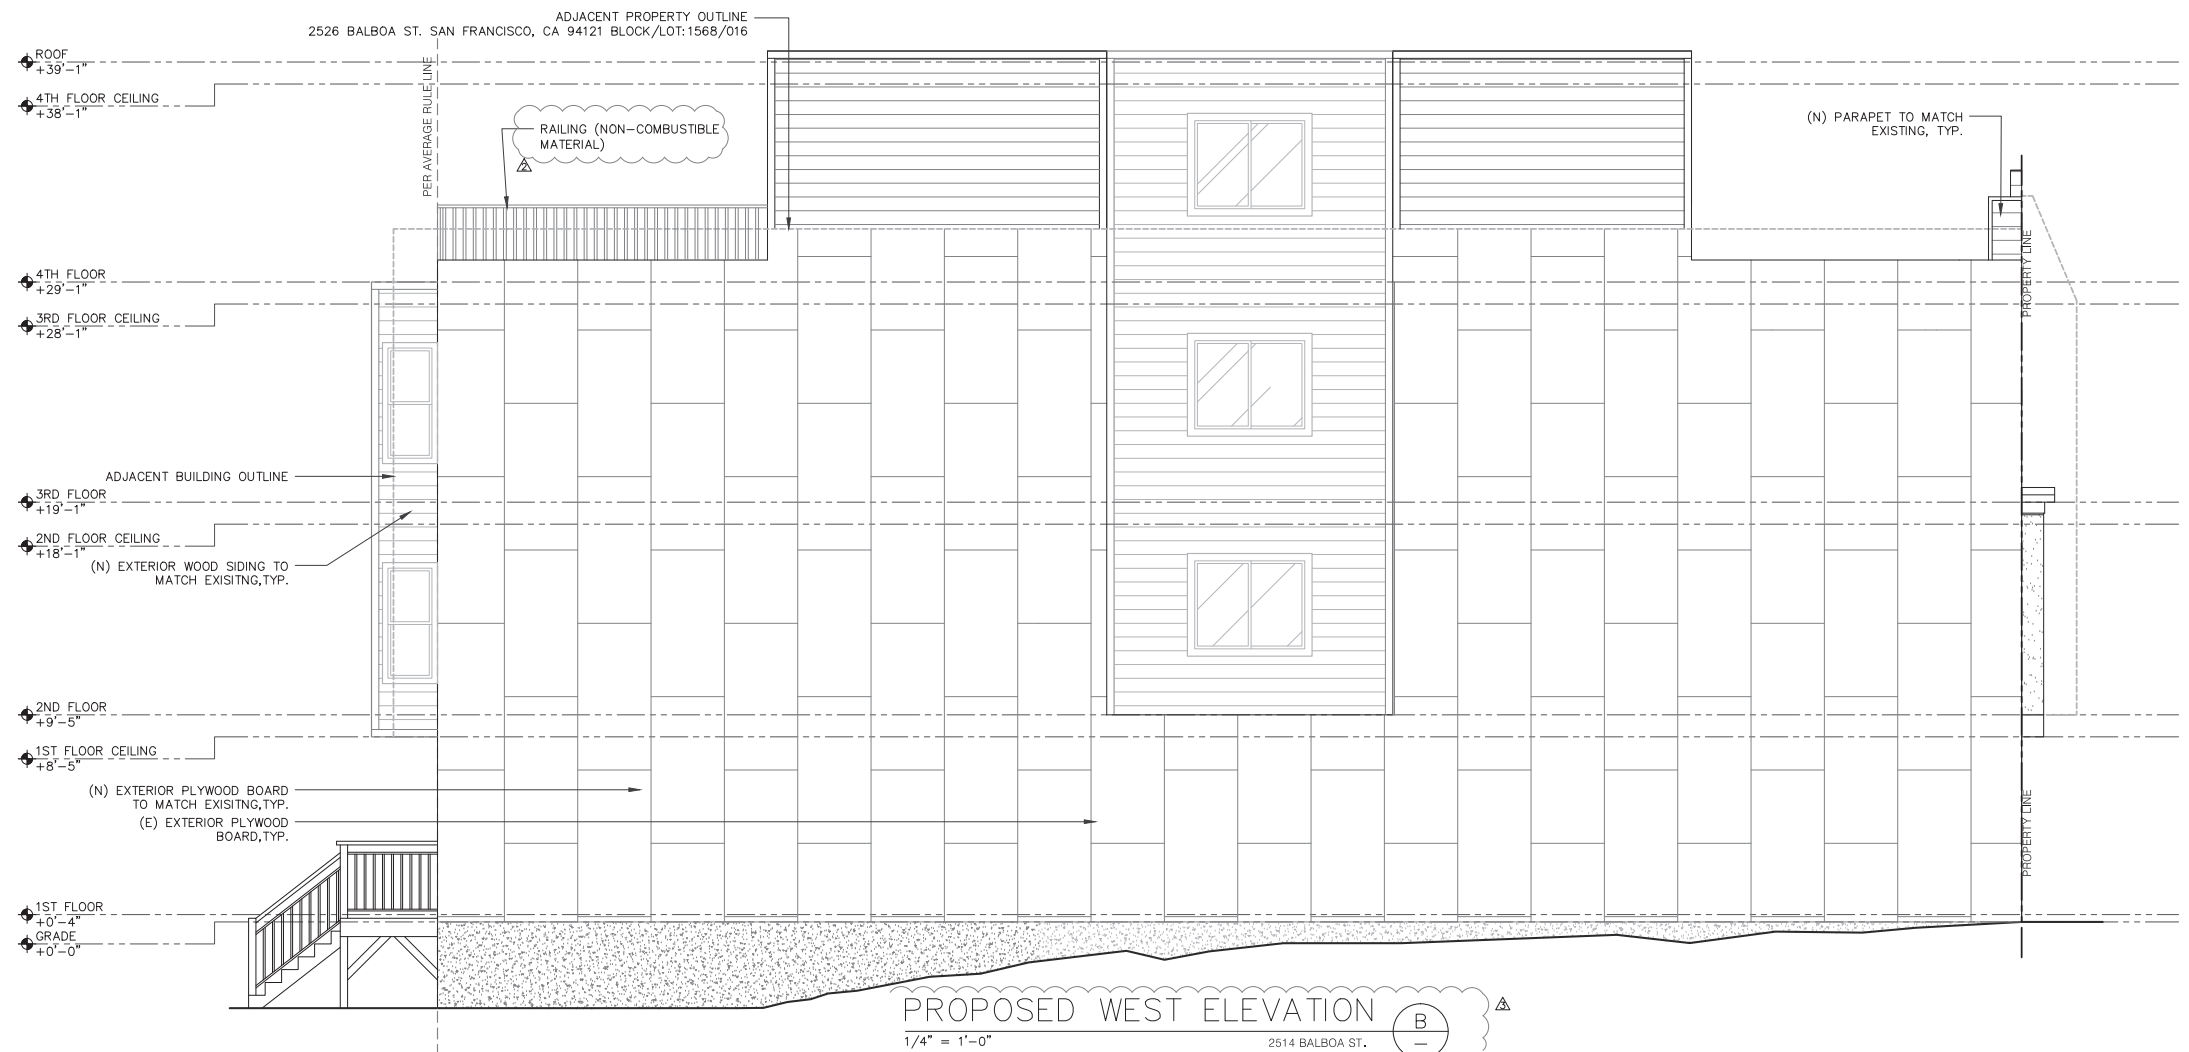 ADJACENT PROPERTY OUTLINE
2526 BALBOA ST. SAN FRANCISCO, CA 94121 BLOCK/LOT:1568/016
ROOF
+39'-1"
4TH FLOOR CEILING
+38'-1"
PER AVERAGE RULE LINE
RAILING (NON-COMBUSTIBLE
MATERIAL)
2
(N) PARAPET TO MATCH
EXISTING, TYP.
PROPERTY LINE
4TH FLOOR
+29'-1"
3RD FLOOR CEILING
+28'-1"
ADJACENT BUILDING OUTLINE
3RD FLOOR
+19'-1"
2ND FLOOR CEILING
+18'-1"
(N) EXTERIOR WOOD SIDING TO
MATCH EXISITNG,TYP.
2ND FLOOR
+9'-5"
1ST FLOOR CEILING
+8'-5"
(N) EXTERIOR PLYWOOD BOARD
TO MATCH EXISITNG,TYP.
(E) EXTERIOR PLYWOOD
BOARD,TYP.
PROPERTY LINE
1ST FLOOR
+0'-4"
GRADE
+0'-0"
PROPOSED WEST ELEVATION
B
–
3
1/4" = 1'-0"
2514 BALBOA ST.